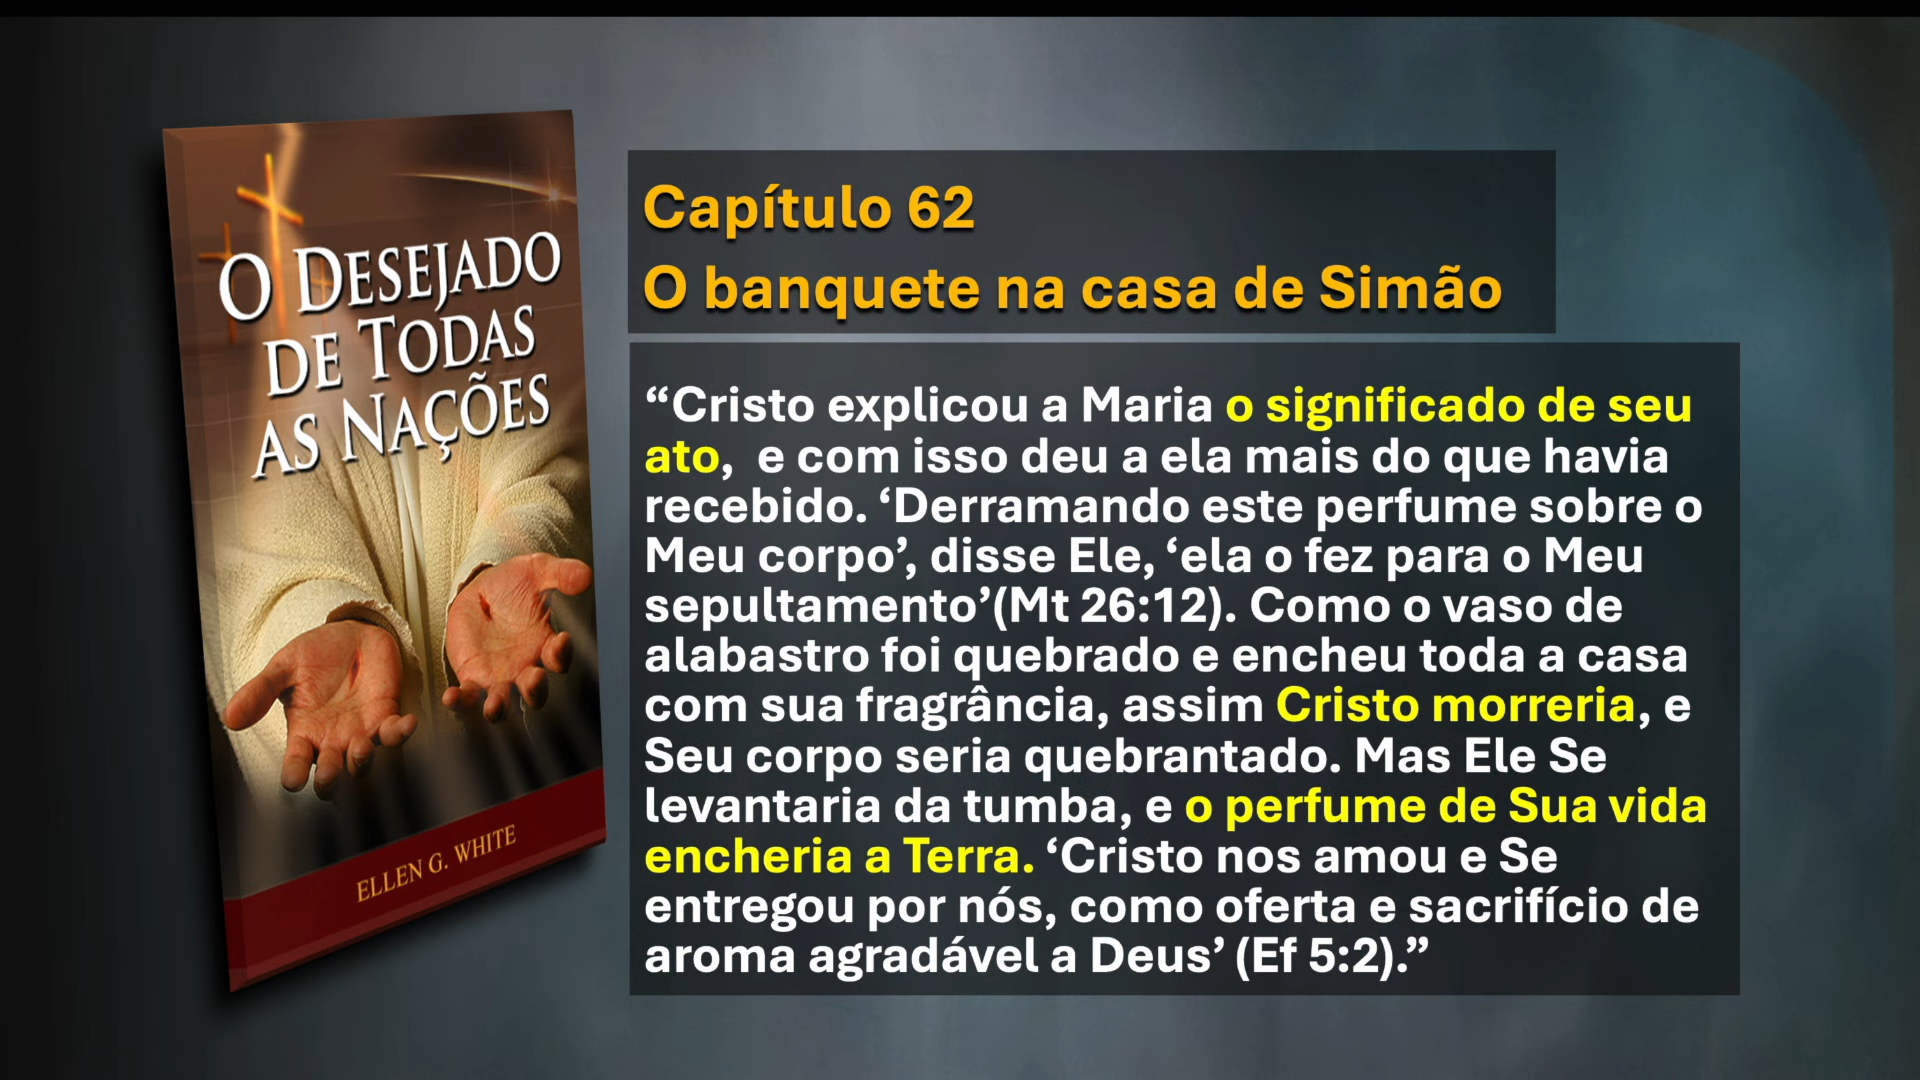 O DESEJADO
DE TODAS
AS NAÇÕES
ELLEN G. WHITE
Capítulo 62
O banquete na casa de Simão
“Cristo explicou a Maria o significado de seu
ato,  e com isso deu a ela mais do que havia
recebido. ‘Derramando este perfume sobre o
Meu corpo’, disse Ele, ‘ela o fez para o Meu
sepultamento’(Mt 26:12). Como o vaso de
alabastro foi quebrado e encheu toda a casa
com sua fragrância, assim Cristo morreria, e
Seu corpo seria quebrantado. Mas Ele Se
levantaria da tumba, e o perfume de Sua vida
encheria a Terra. ‘Cristo nos amou e Se
entregou por nós, como oferta e sacrifício de
aroma agradável a Deus’ (Ef 5:2).”